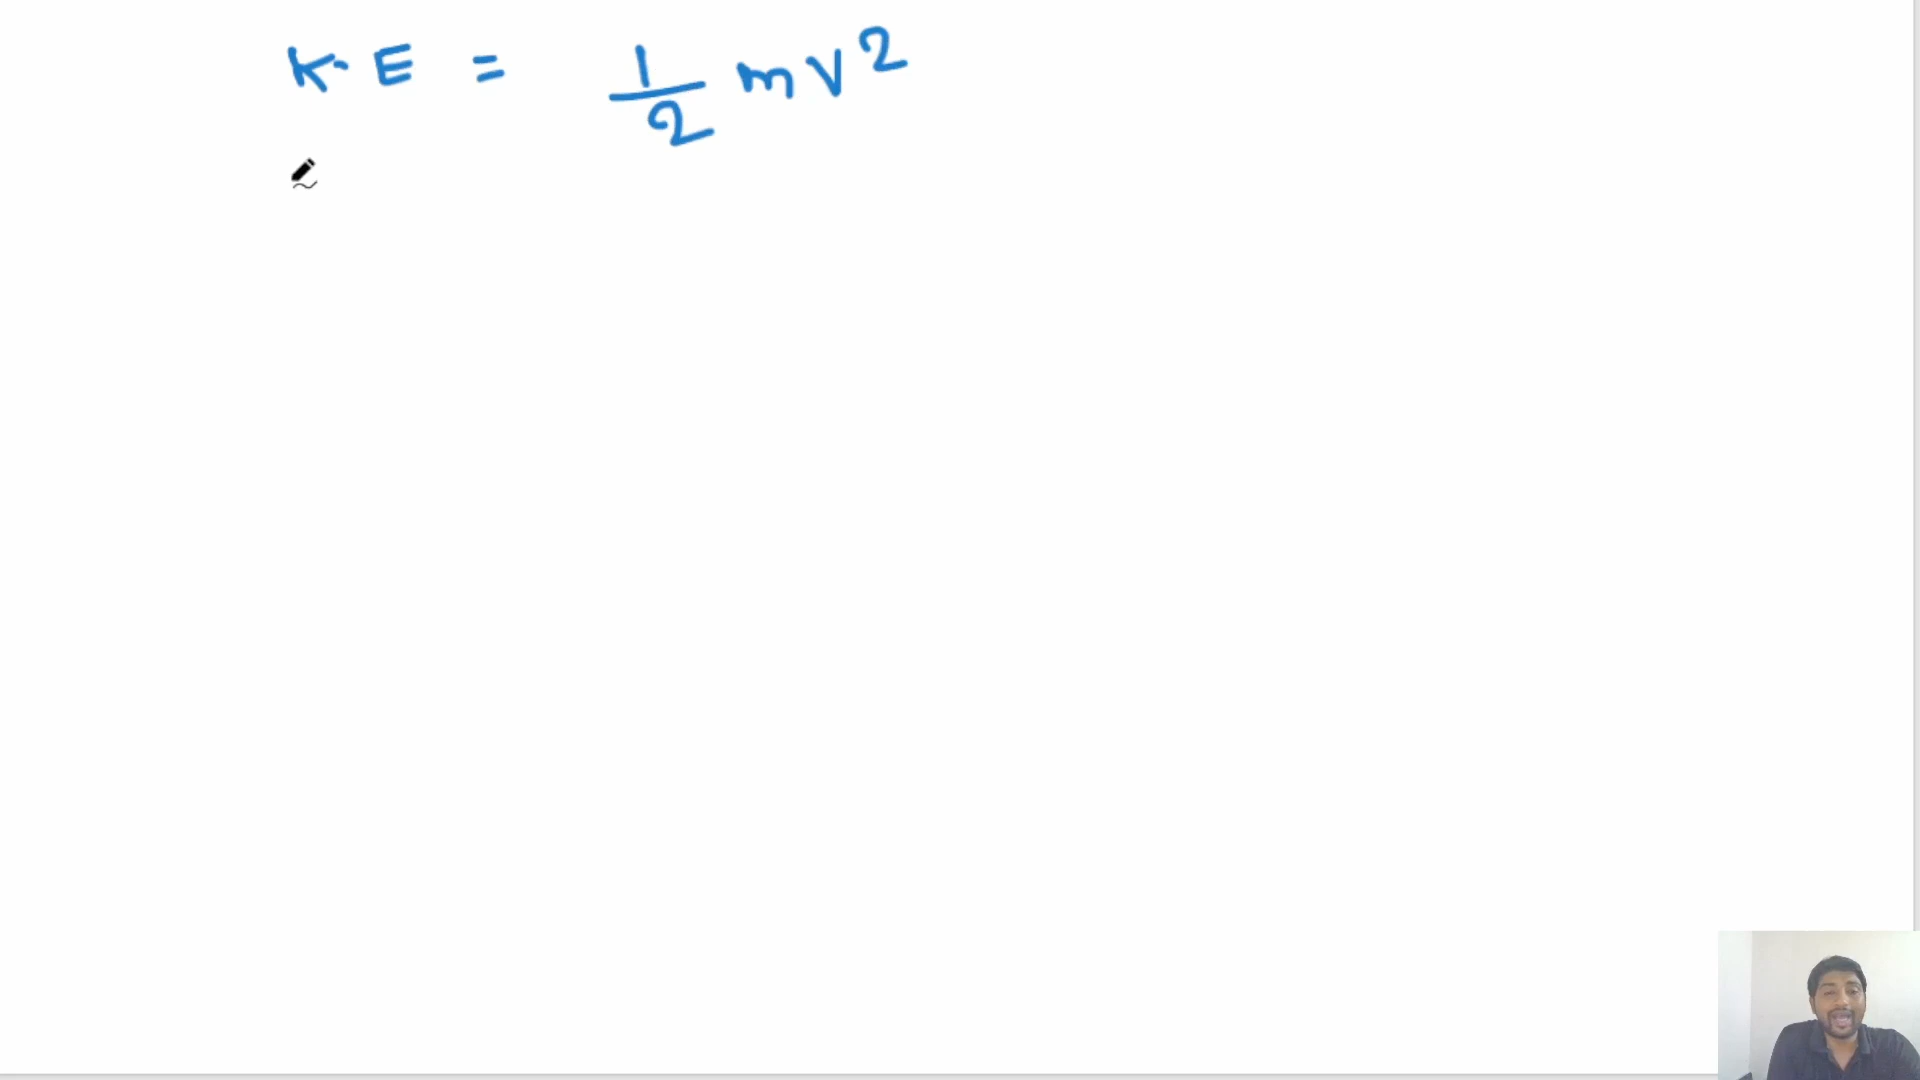 K.E = 1/2 mv²